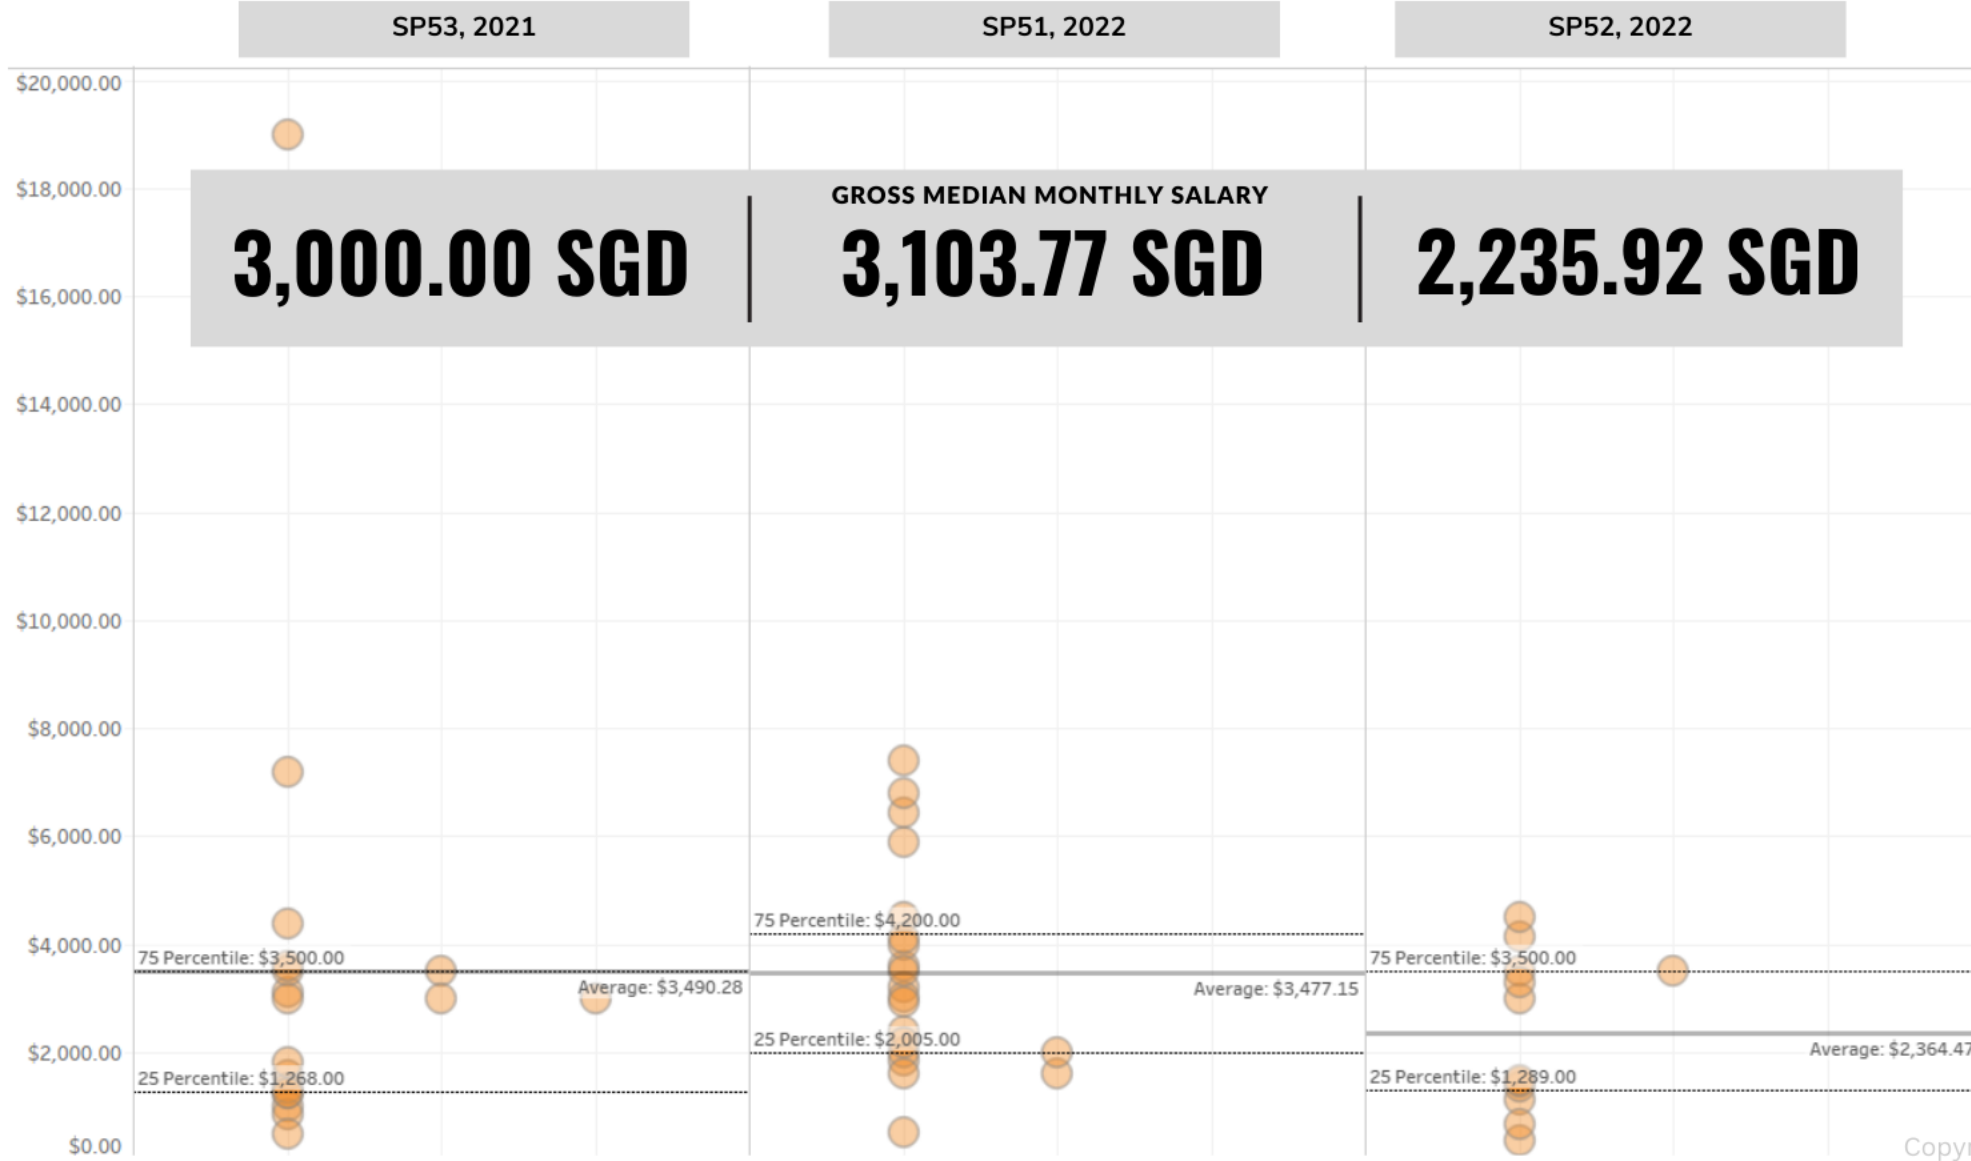 SP53, 2021
SP51, 2022
SP52, 2022
$20,000.00
$18,000.00
GROSS MEDIAN MONTHLY SALARY
3,000.00 SGD
3,103.77 SGD
2,235.92 SGD
$16,000.00
$14,000.00
$12,000.00
$10,000.00
$8,000.00
$6,000.00
75 Percentile: $4,200.00
$4,000.00
75 Percentile: $3,500.00
75 Percentile: $3,500.00
Average: $3,490.28
Average: $3,477.15
25 Percentile: $2,005.00
$2,000.00
Average: $2,364.47
25 Percentile: $1,268.00
25 Percentile: $1,289.00
$0.00
Copyr